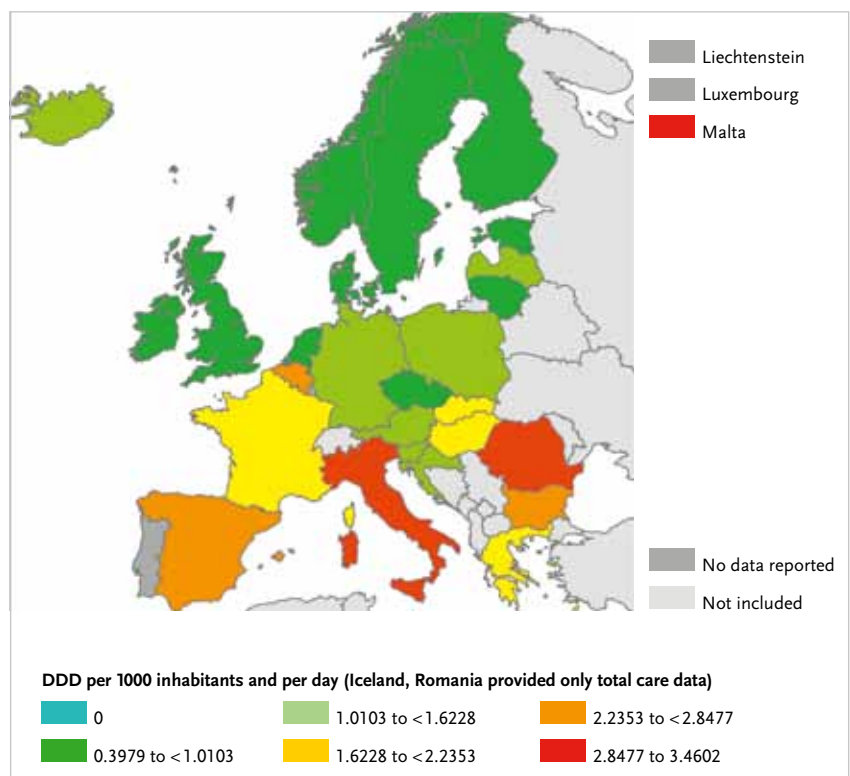 Liechtenstein
Luxembourg
Malta
No data reported
Not included
DDD per 1000 inhabitants and per day (Iceland, Romania provided only total care data)
0
1.0103 to <1.6228
2.2353 to <2.8477
0.3979 to <1.0103
1.6228 to <2.2353
2.8477 to 3.4602